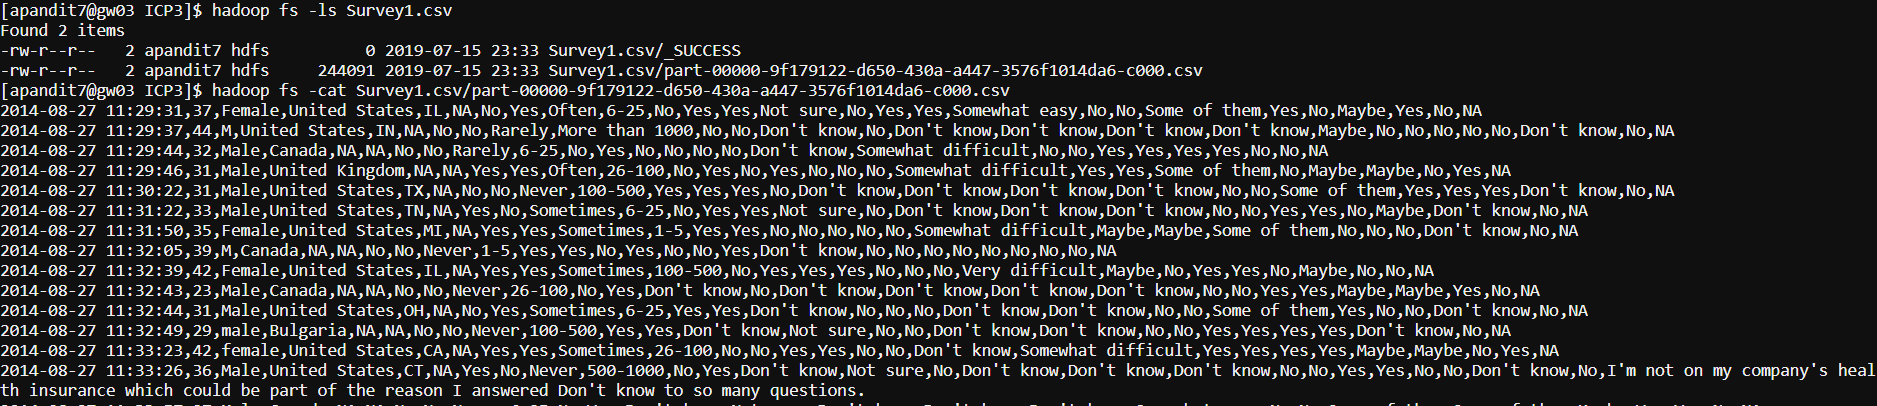 [apandit7@gw03 ICP3]$ hadoop fs -ls Survey1.csv
Found 2 items
-rw-r--r--   2 apandit7 hdfs          0 2019-07-15 23:33 Survey1.csv/_SUCCESS
-rw-r--r--   2 apandit7 hdfs     244091 2019-07-15 23:33 Survey1.csv/part-00000-9f179122-d650-430a-a447-3576f1014da6-c000.csv
[apandit7@gw03 ICP3]$ hadoop fs -cat Survey1.csv/part-00000-9f179122-d650-430a-a447-3576f1014da6-c000.csv
2014-08-27 11:29:31,37,Female,United States,IL,NA,No,Yes,Often,6-25,No,Yes,Yes,Not sure,No,Yes,Yes,Somewhat easy,No,No,Some of them,Yes,No,Maybe,Yes,No,NA
2014-08-27 11:29:37,44,M,United States,IN,NA,No,No,Rarely,More than 1000,No,No,Don't know,No,Don't know,Don't know,Don't know,Don't know,Maybe,No,No,No,No,No,Don't know,No,NA
2014-08-27 11:29:44,32,Male,Canada,NA,NA,No,No,Rarely,6-25,No,Yes,No,No,No,No,Don't know,Somewhat difficult,No,No,Yes,Yes,Yes,Yes,No,No,NA
2014-08-27 11:29:46,31,Male,United Kingdom,NA,NA,Yes,Yes,Often,26-100,No,Yes,No,Yes,No,No,No,Somewhat difficult,Yes,Yes,Some of them,No,Maybe,Maybe,No,Yes,NA
2014-08-27 11:30:22,31,Male,United States,TX,NA,No,No,Never,100-500,Yes,Yes,Yes,No,Don't know,Don't know,Don't know,Don't know,No,No,Some of them,Yes,Yes,Yes,Don't know,No,NA
2014-08-27 11:31:22,33,Male,United States,TN,NA,Yes,No,Sometimes,6-25,No,Yes,Yes,Not sure,No,Don't know,Don't know,Don't know,No,No,Yes,Yes,No,Maybe,Don't know,No,NA
2014-08-27 11:31:50,35,Female,United States,MI,NA,Yes,Yes,Sometimes,1-5,Yes,Yes,No,No,No,No,No,Somewhat difficult,Maybe,Maybe,Some of them,No,No,No,Don't know,No,NA
2014-08-27 11:32:05,39,M,Canada,NA,NA,No,No,Never,1-5,Yes,Yes,No,Yes,No,No,Yes,Don't know,No,No,No,No,No,No,No,No,NA
2014-08-27 11:32:39,42,Female,United States,IL,NA,Yes,Yes,Sometimes,100-500,No,Yes,Yes,Yes,No,No,No,Very difficult,Maybe,No,Yes,Yes,No,Maybe,No,No,NA
2014-08-27 11:32:43,23,Male,Canada,NA,NA,No,No,Never,26-100,No,Yes,Don't know,No,Don't know,Don't know,Don't know,Don't know,No,No,Yes,Yes,Maybe,Maybe,Yes,No,NA
2014-08-27 11:32:44,31,Male,United States,OH,NA,No,Yes,Sometimes,6-25,Yes,Yes,Don't know,No,No,No,Don't know,Don't know,No,No,Some of them,Yes,No,No,Don't know,No,NA
2014-08-27 11:32:49,29,male,Bulgaria,NA,NA,No,No,Never,100-500,Yes,Yes,Don't know,Not sure,No,No,Don't know,Don't know,No,No,Yes,Yes,Yes,Yes,Don't know,No,NA
2014-08-27 11:33:23,42,female,United States,CA,NA,Yes,Yes,Sometimes,26-100,No,No,Yes,Yes,No,No,Don't know,Somewhat difficult,Yes,Yes,Yes,Yes,Maybe,Maybe,No,Yes,NA
2014-08-27 11:33:26,36,Male,United States,CT,NA,Yes,No,Never,500-1000,No,Yes,Don't know,Not sure,No,Don't know,Don't know,Don't know,No,No,Yes,Yes,No,No,Don't know,No,I'm not on my company's heal
th insurance which could be part of the reason I answered Don't know to so many questions.